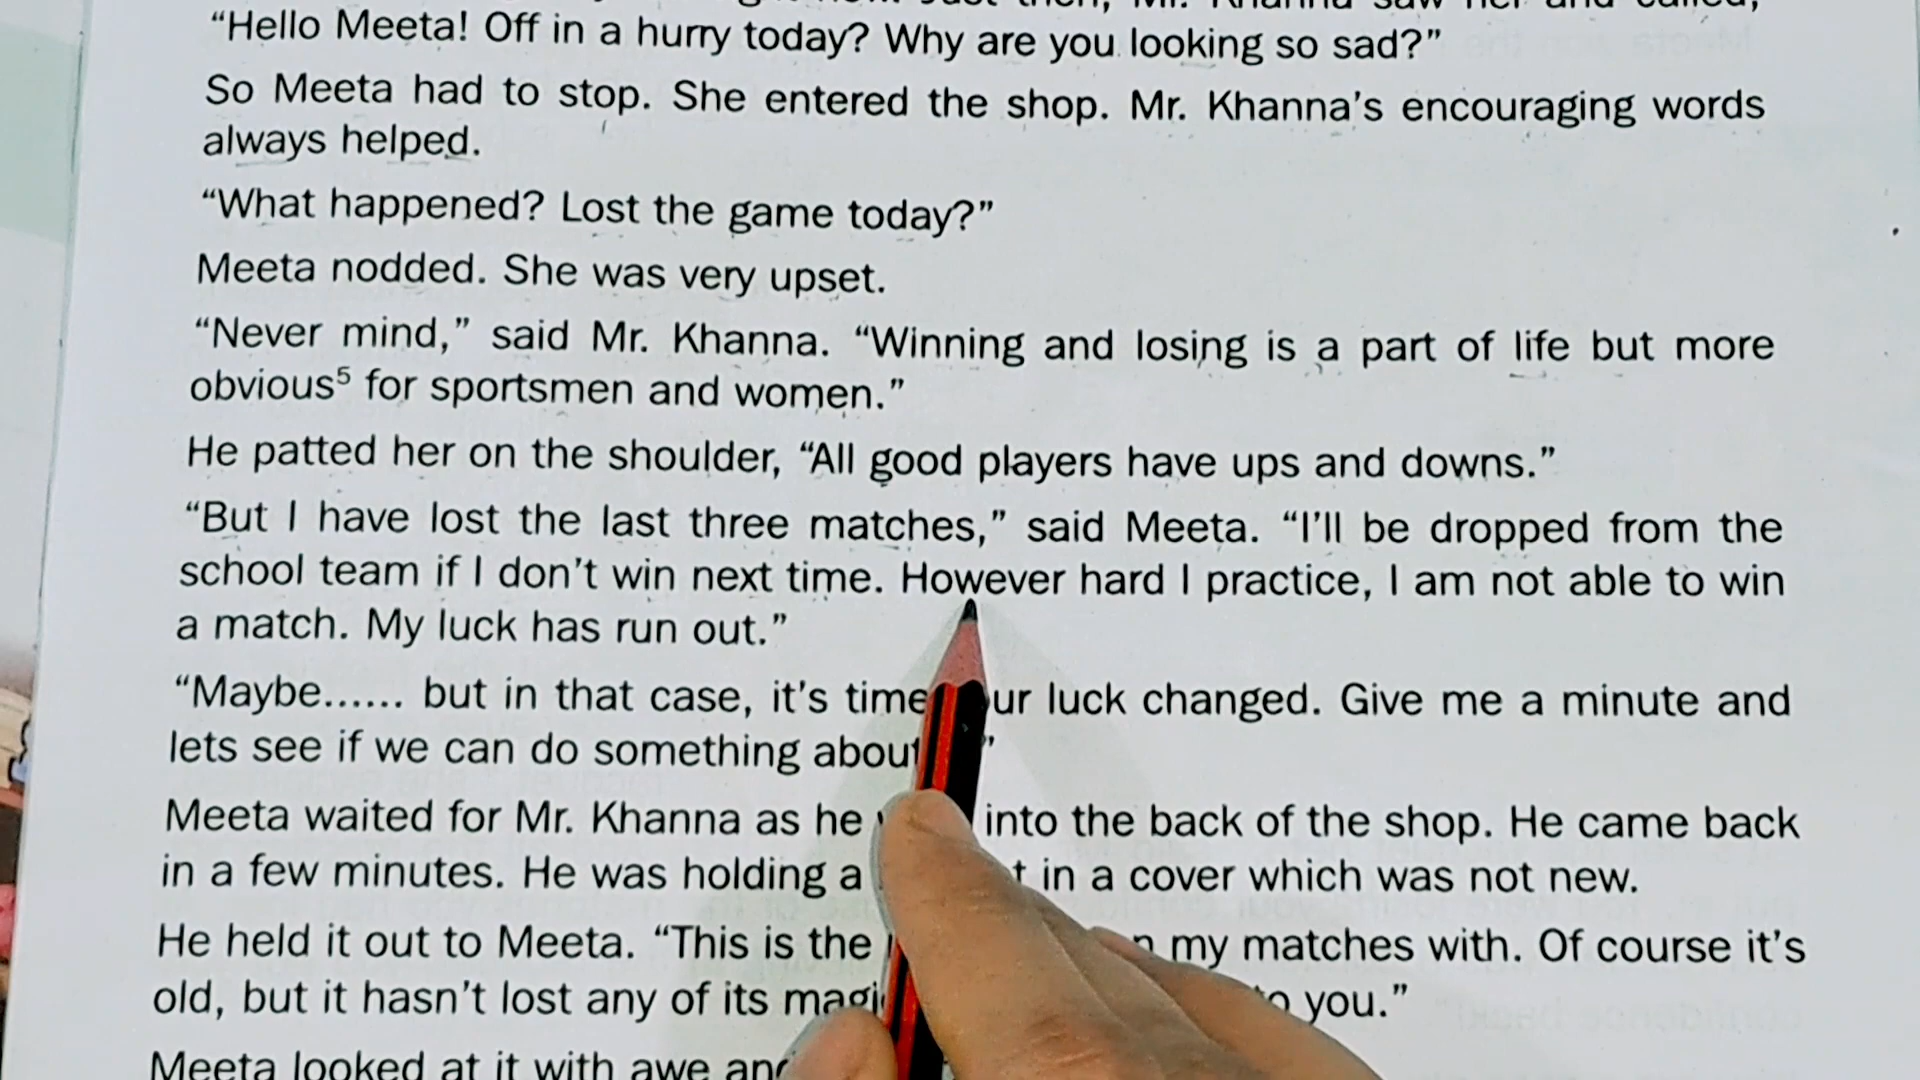 “Hello Meeta! Off in a hurry today? Why are you looking so sad?”
So Meeta had to stop. She entered the shop. Mr. Khanna’s encouraging words
always helped.
“What happened? Lost the game today?”
Meeta nodded. She was very upset.
“Never mind,” said Mr. Khanna. “Winning and losing is a part of life but more
obvious⁵ for sportsmen and women.”
He patted her on the shoulder, “All good players have ups and downs.”
“But I have lost the last three matches,” said Meeta. “I’ll be dropped from the
school team if I don’t win next time. However hard I practice, I am not able to win
a match. My luck has run out.”
“Maybe...... but in that case, it’s time luck changed. Give me a minute and
lets see if we can do something
Meeta waited for Mr. Khanna as he into the back of the shop. He came back
in a few minutes. He was holding a in a cover which was not new.
He held it out to Meeta. “This is the my matches with. Of course it’s
old, but it hasn’t lost any of its you.”
Meeta looked at it with awe